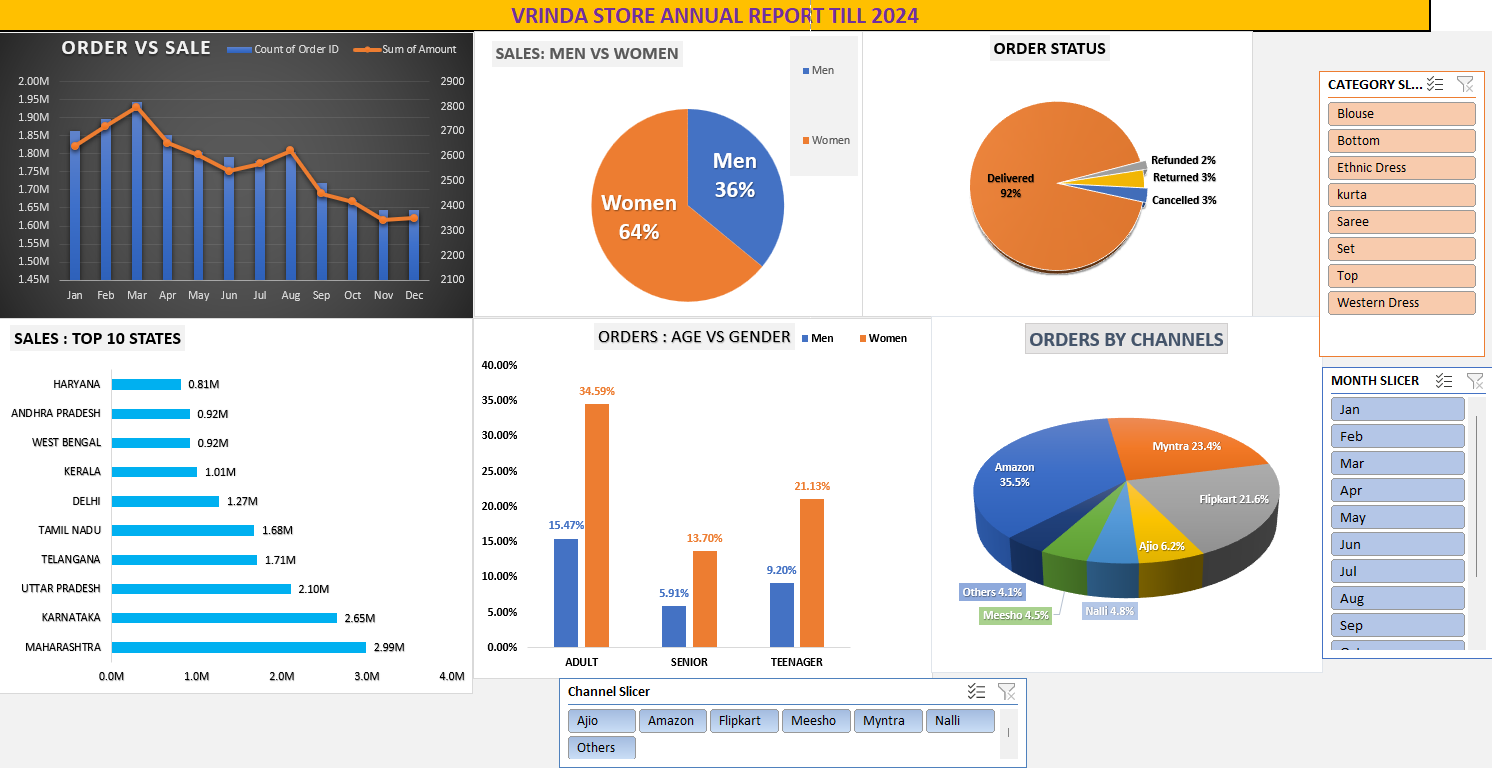 VRINDA STORE ANNUAL REPORT TILL 2024
ORDER VS SALE
Count of Order ID
Sum of Amount
2.00M
1.95M
1.90M
1.85M
1.80M
1.75M
1.70M
1.65M
1.60M
1.55M
1.50M
1.45M
2900
2800
2700
2600
2500
2400
2300
2200
2100
Jan Feb Mar Apr May Jun Jul Aug Sep Oct Nov Dec
SALES: MEN VS WOMEN
Men
Women
Men
36%
Women
64%
ORDER STATUS
Delivered
92%
Refunded 2%
Returned 3%
Cancelled 3%
CATEGORY SL...
Blouse
Bottom
Ethnic Dress
kurta
Saree
Set
Top
Western Dress
SALES : TOP 10 STATES
HARYANA 0.81M
ANDHRA PRADESH 0.92M
WEST BENGAL 0.92M
KERALA 1.01M
DELHI 1.27M
TAMIL NADU 1.68M
TELANGANA 1.71M
UTTAR PRADESH 2.10M
KARNATAKA 2.65M
MAHARASHTRA 2.99M
0.0M 1.0M 2.0M 3.0M 4.0M
ORDERS : AGE VS GENDER
Men
Women
40.00%
35.00%
30.00%
25.00%
20.00%
15.00%
10.00%
5.00%
0.00%
15.47%
34.59%
5.91%
13.70%
9.20%
21.13%
ADULT SENIOR TEENAGER
ORDERS BY CHANNELS
Amazon
35.5%
Myntra 23.4%
Flipkart 21.6%
Ajio 6.2%
Nalli 4.8%
Meesho 4.5%
Others 4.1%
MONTH SLICER
Jan
Feb
Mar
Apr
May
Jun
Jul
Aug
Sep
Channel Slicer
Ajio Amazon Flipkart Meesho Myntra Nalli
Others